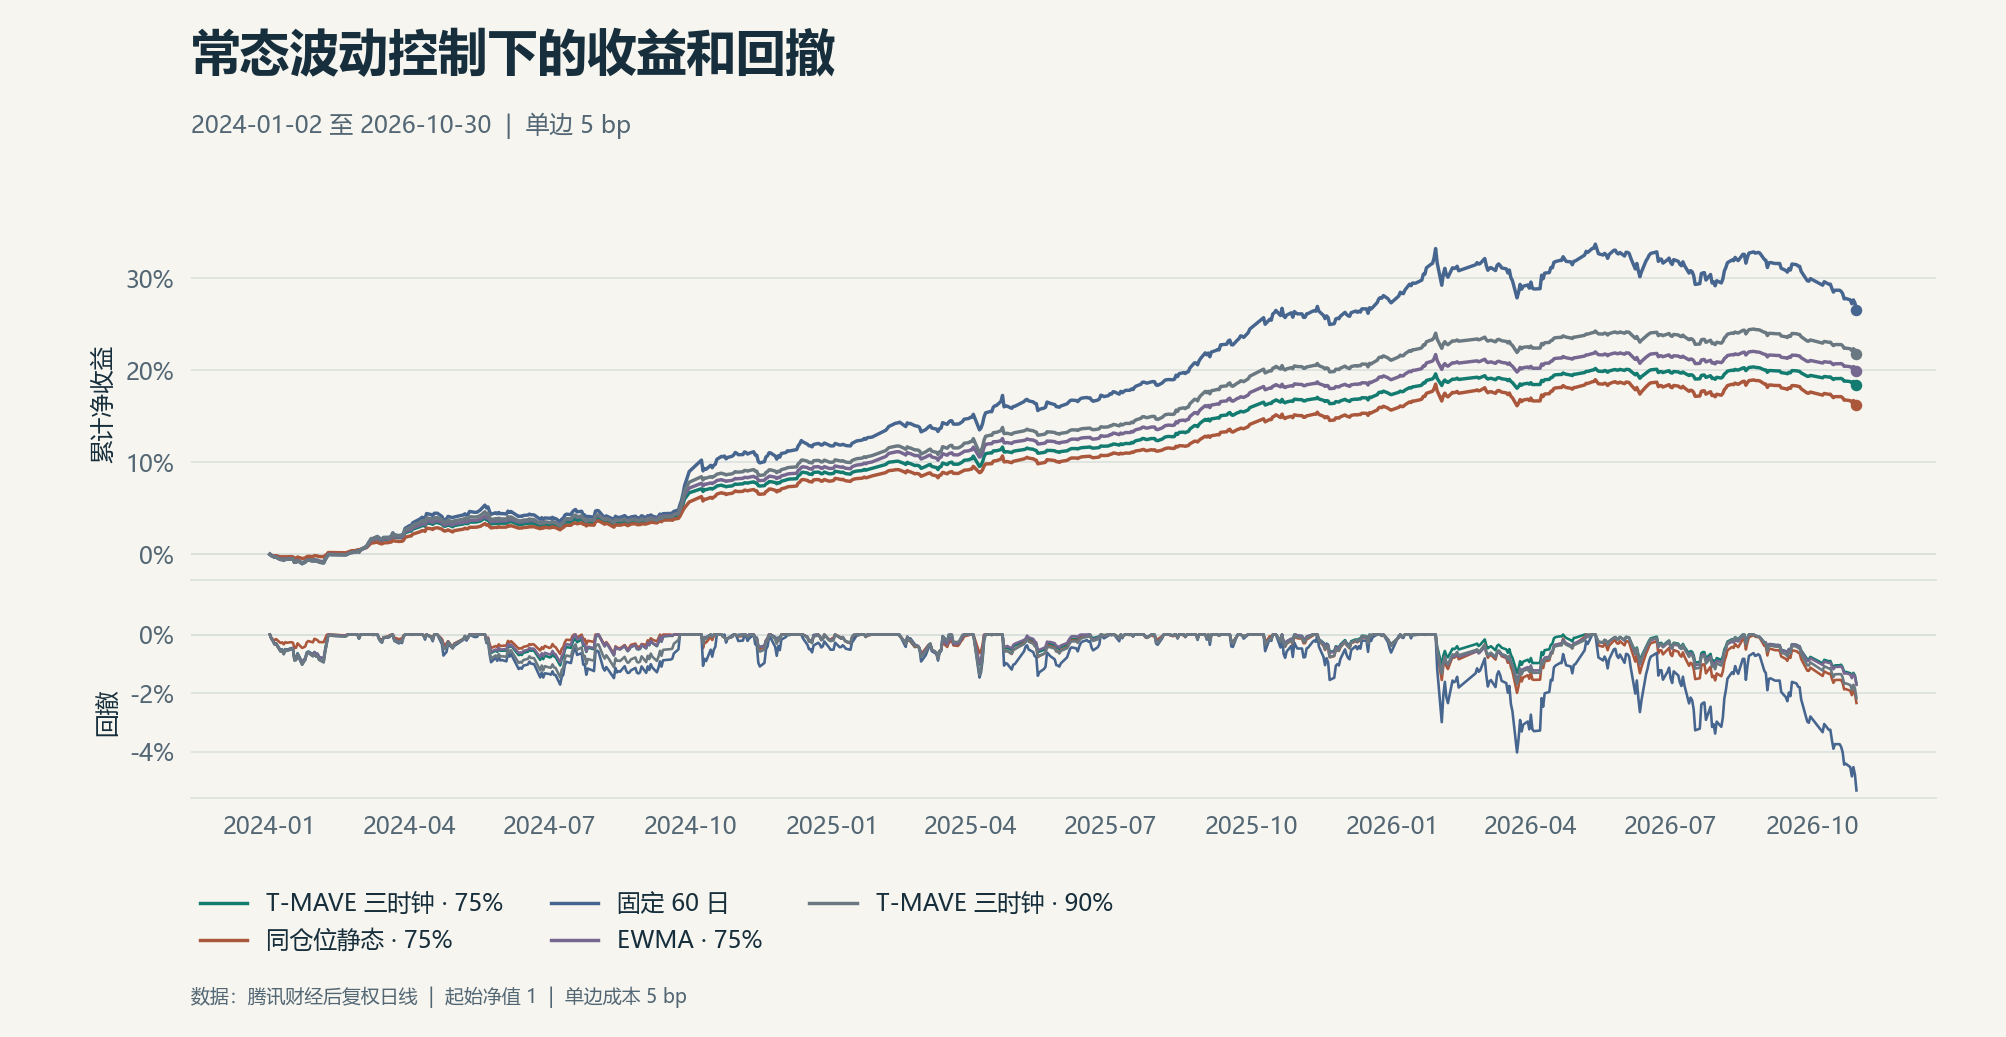 常态波动控制下的收益和回撤
2024-01-02 至 2026-10-30 | 单边 5 bp
累计净收益
30%
20%
10%
0%
回撤
0%
-2%
-4%
2024-01 2024-04 2024-07 2024-10 2025-01 2025-04 2025-07 2025-10 2026-01 2026-04 2026-07 2026-10
T-MAVE 三时钟 · 75% 固定 60 日 T-MAVE 三时钟 · 90%
同仓位静态 · 75% EWMA · 75%
数据：腾讯财经后复权日线 | 起始净值 1 | 单边成本 5 bp